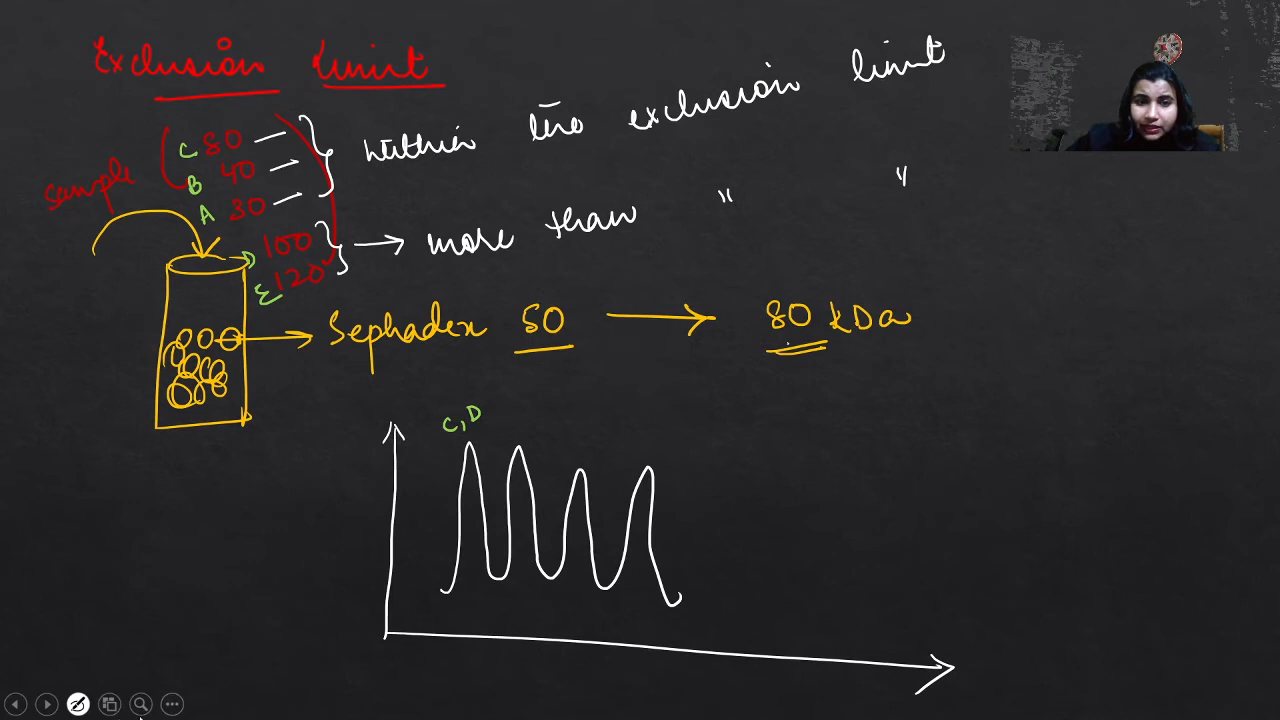 Exclusion limit
sample
C 80
B 40
A 30
within the exclusion limit
D 100
E 120
more than " "
Sephadex 50 → 80 kDa
C, D